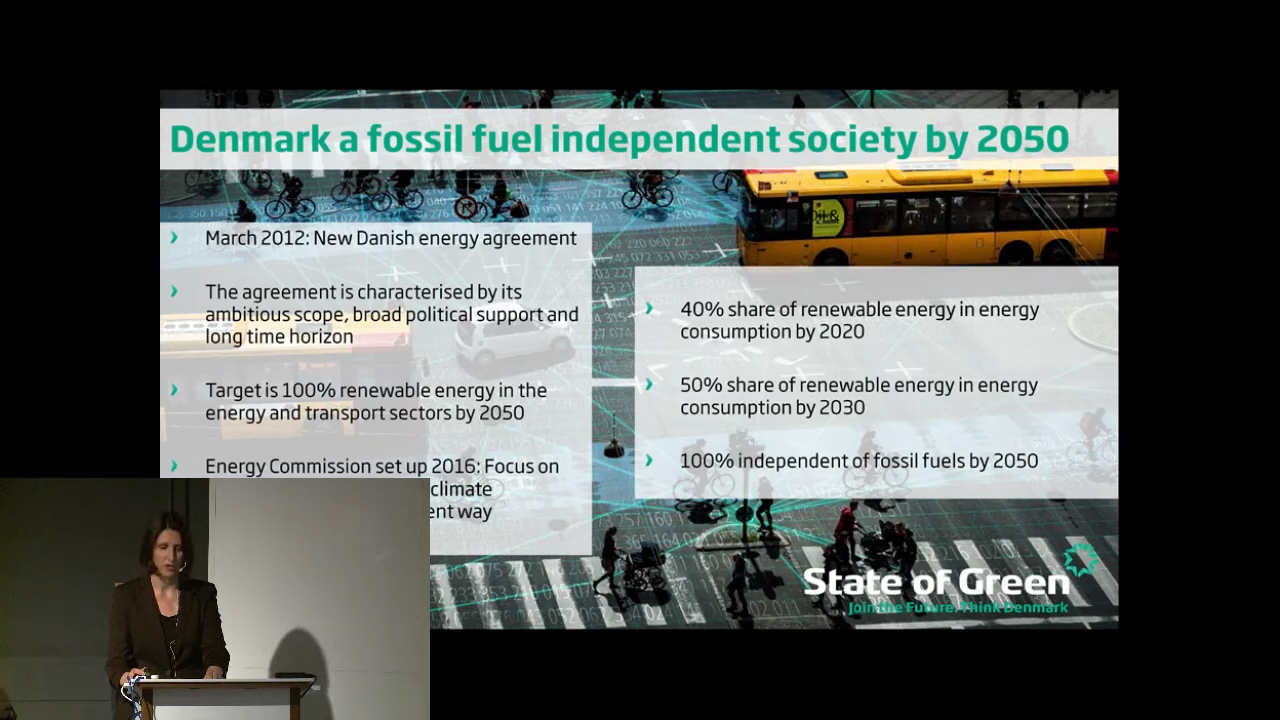 Denmark a fossil fuel independent society by 2050
March 2012: New Danish energy agreement
The agreement is characterised by its
ambitious scope, broad political support and
long time horizon
Target is 100% renewable energy in the
energy and transport sectors by 2050
Energy Commission set up 2016: Focus on
climate
ent way
40% share of renewable energy in energy
consumption by 2020
50% share of renewable energy in energy
consumption by 2030
100% independent of fossil fuels by 2050
State of Green
Join the Future. Think Denmark